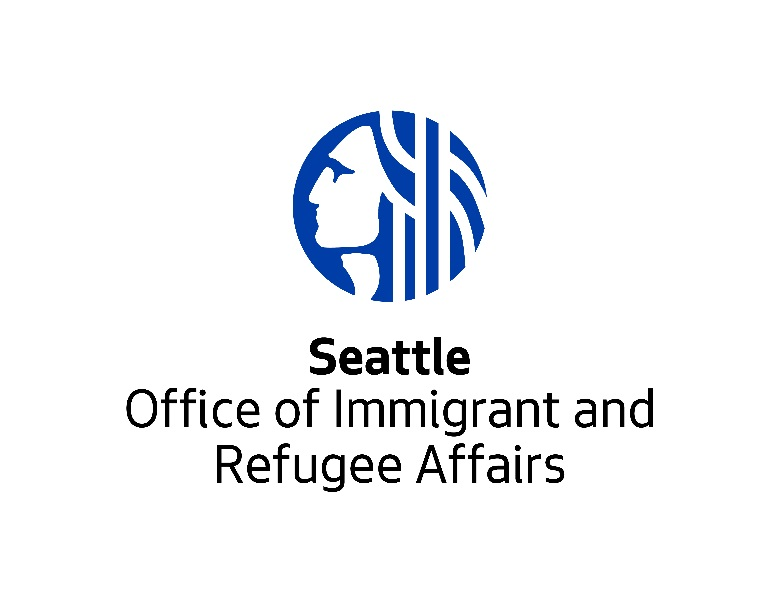 Seattle
Office of Immigrant and
Refugee Affairs